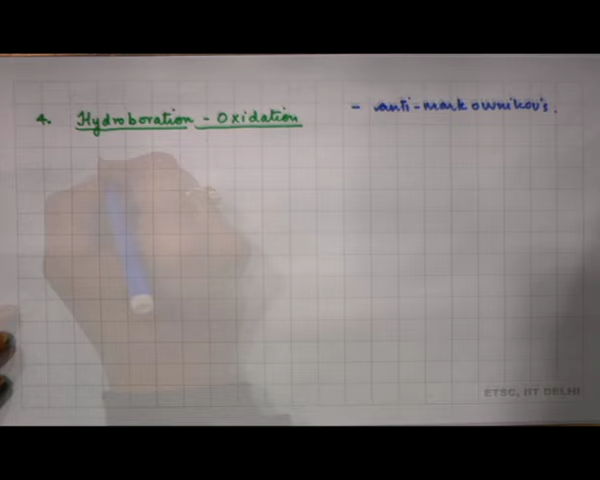 4. Hydroboration - Oxidation - anti-markownikov's.
ETSC, IIT DELHI